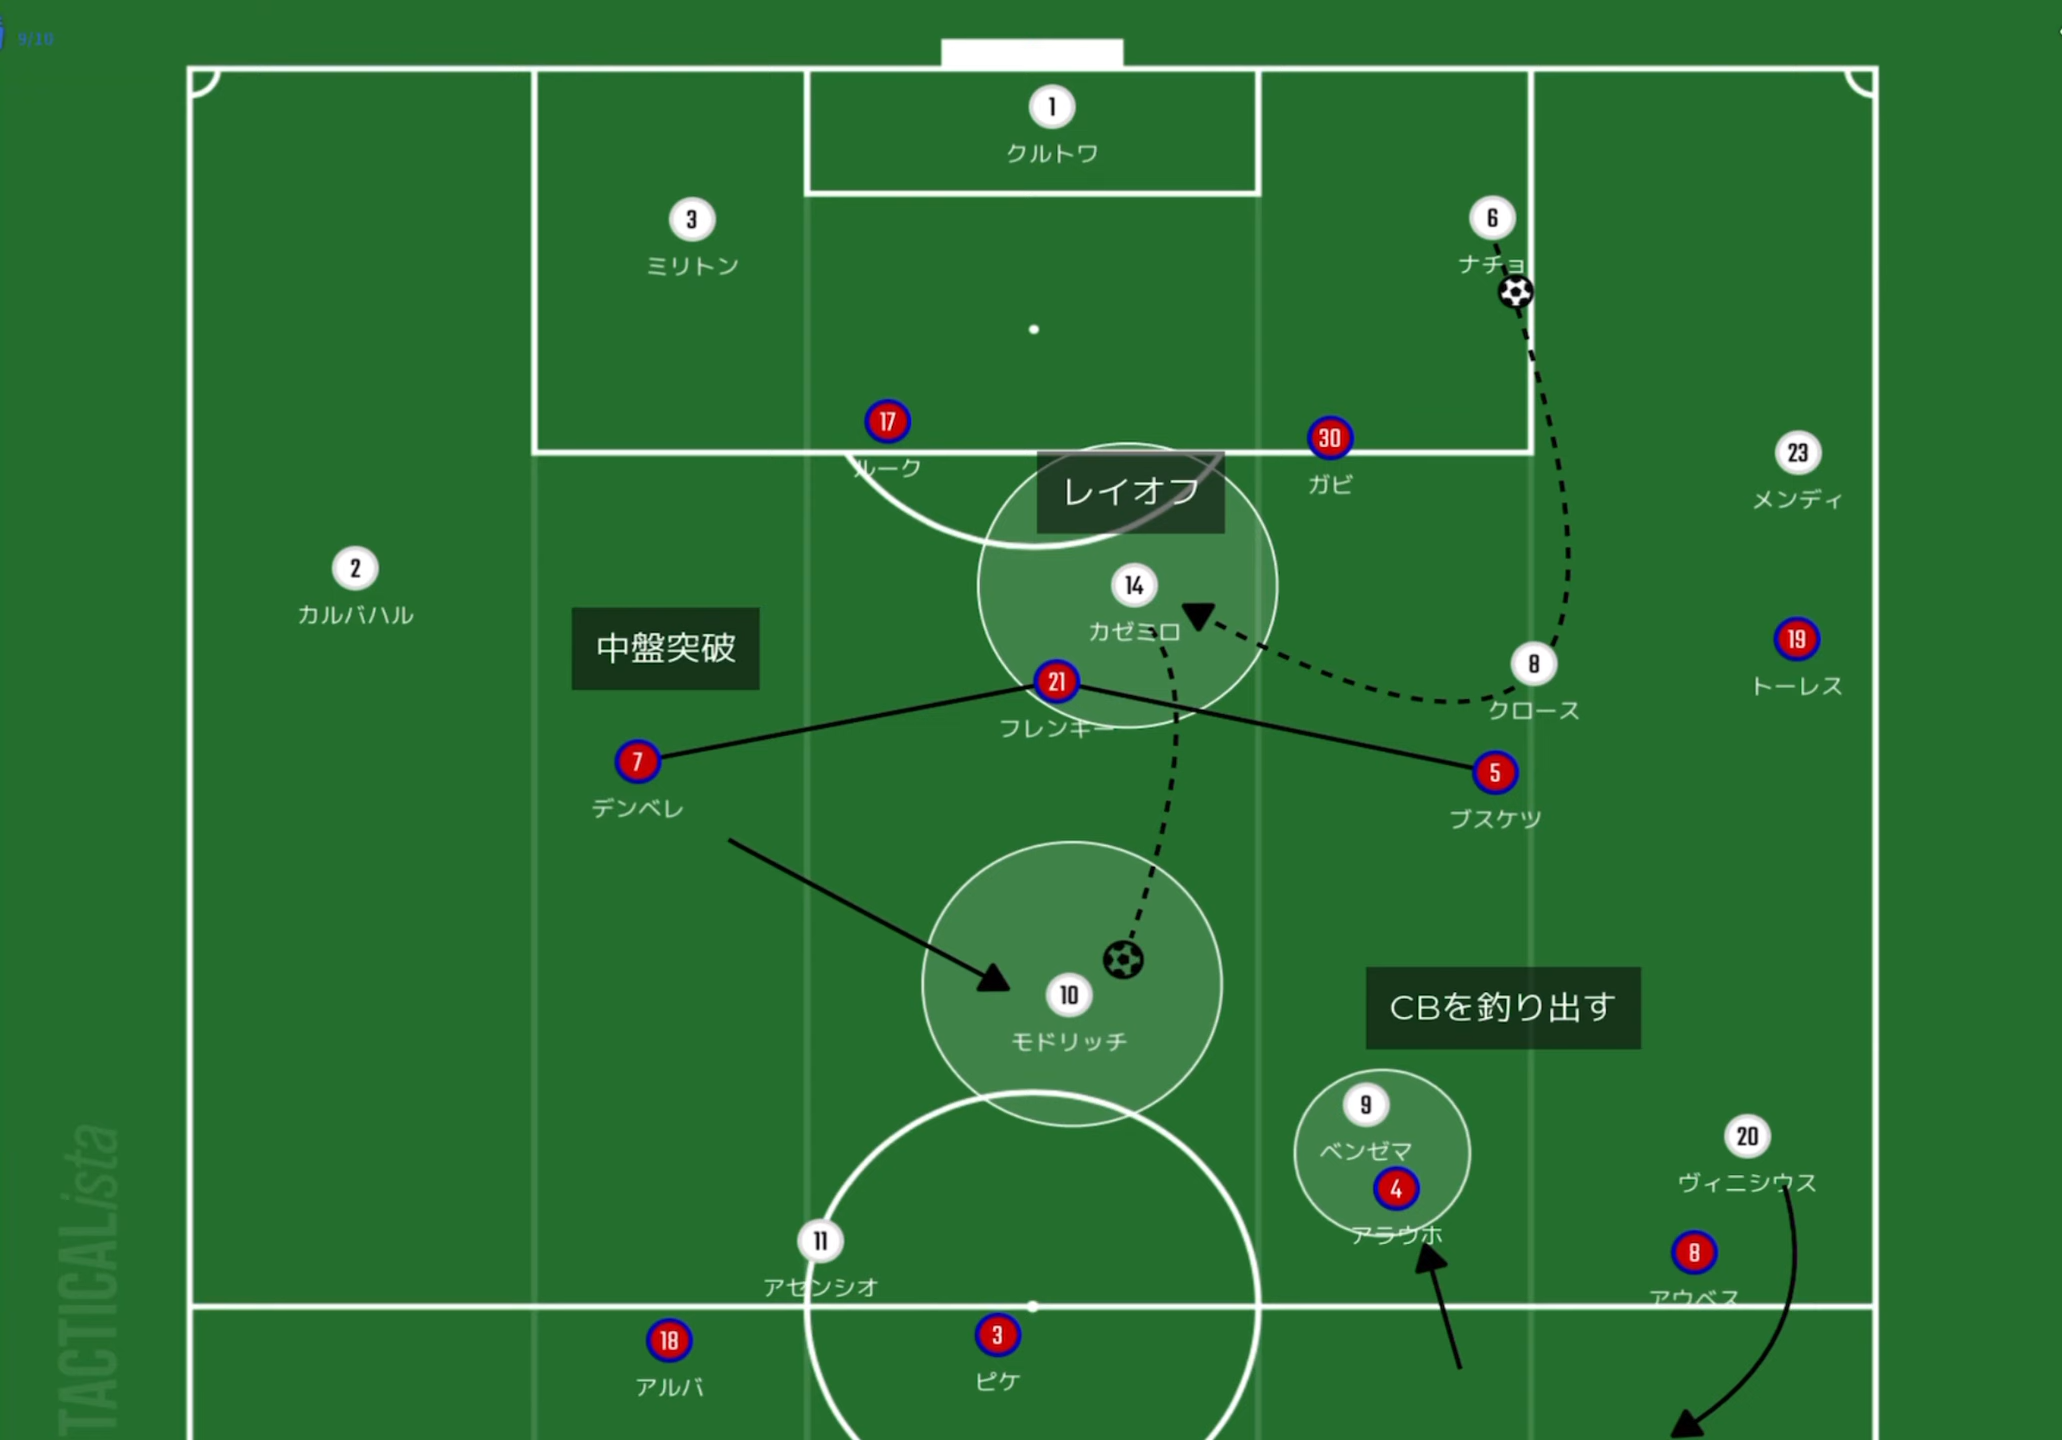 9/19
1
クルトワ
3
ミリトン
6
ナチョ
17
ルーク
30
ガビ
23
メンディ
レイオフ
2
カルバハル
14
カゼミロ
中盤突破
19
トーレス
8
クロース
21
フレンキー
7
デンベレ
5
ブスケツ
10
モドリッチ
CBを釣り出す
9
ベンゼマ
20
ヴィニシウス
4
アラウホ
11
アセンシオ
8
アウベス
18
アルバ
3
ピケ
TACTICALista